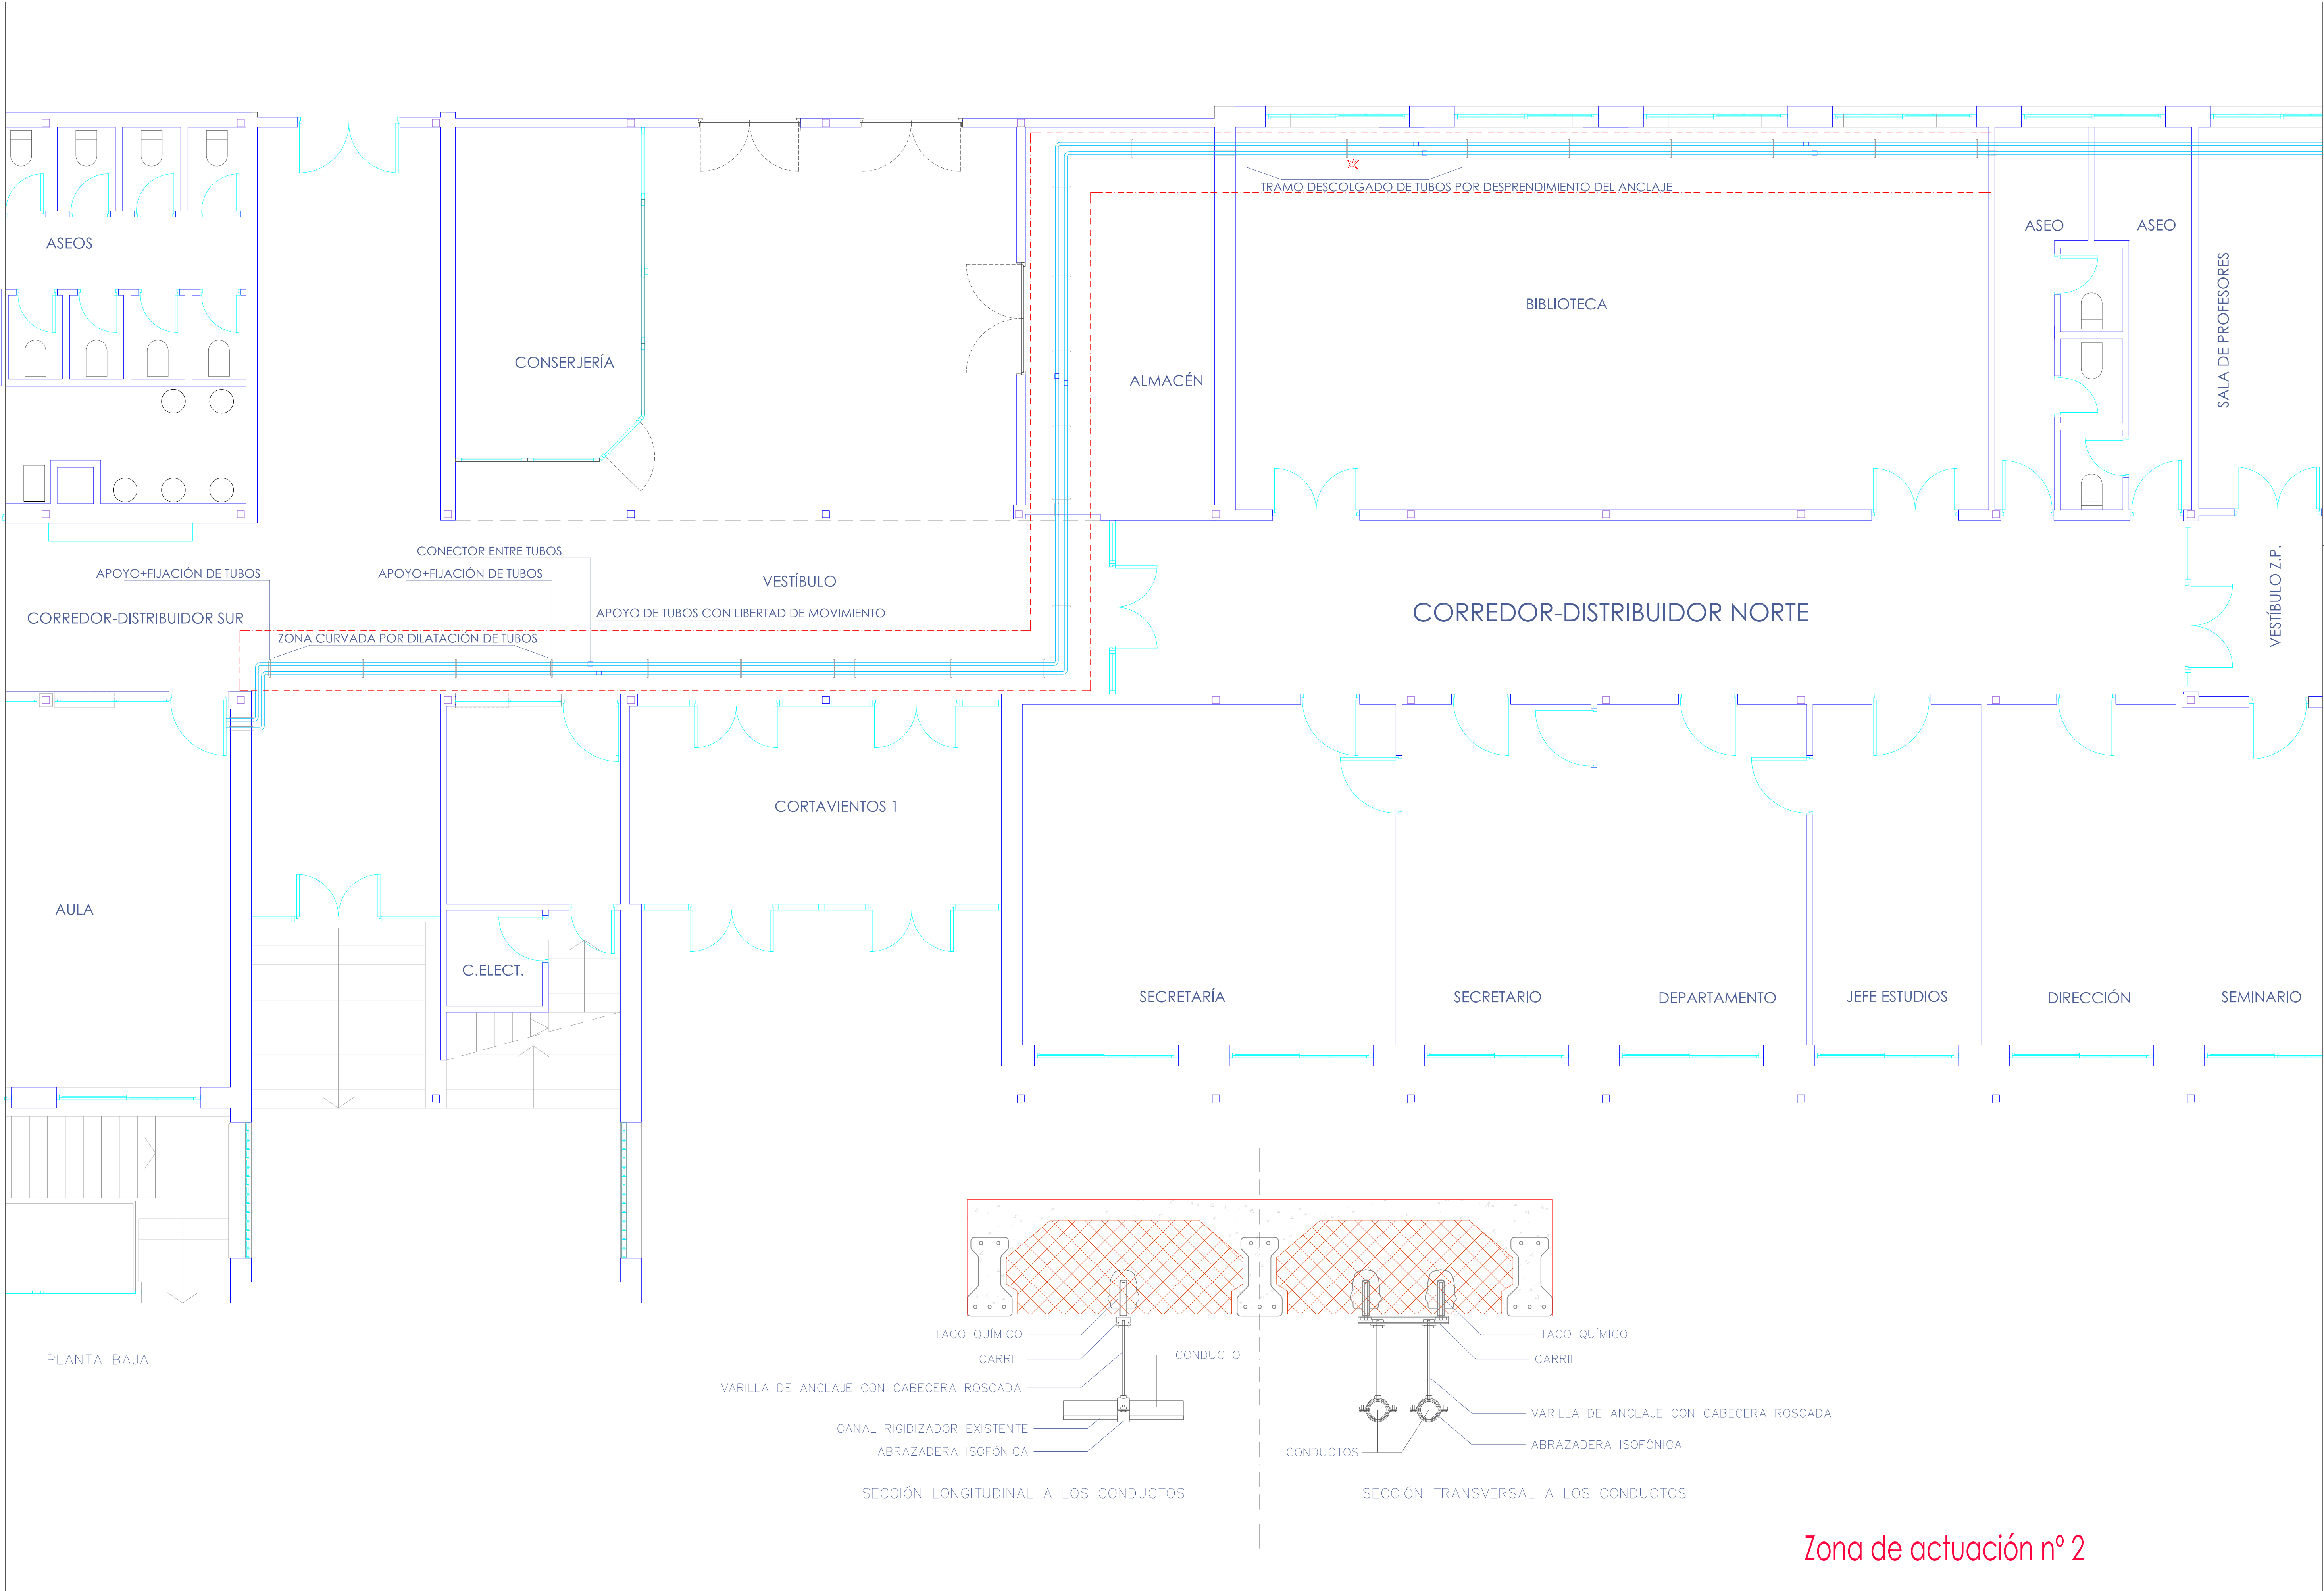 TRAMO DESCOLGADO DE TUBOS POR DESPRENDIMIENTO DEL ANCLAJE
ASEOS
ASEO
ASEO
SALA DE PROFESORES
BIBLIOTECA
CONSERJERÍA
ALMACÉN
CONECTOR ENTRE TUBOS
APOYO+FIJACIÓN DE TUBOS
APOYO+FIJACIÓN DE TUBOS
VESTÍBULO
VESTÍBULO Z.P.
APOYO DE TUBOS CON LIBERTAD DE MOVIMIENTO
CORREDOR-DISTRIBUIDOR NORTE
CORREDOR-DISTRIBUIDOR SUR
ZONA CURVADA POR DILATACIÓN DE TUBOS
CORTAVIENTOS 1
AULA
C.ELECT.
SECRETARÍA
SECRETARIO
DEPARTAMENTO
JEFE ESTUDIOS
DIRECCIÓN
SEMINARIO
PLANTA BAJA
TACO QUÍMICO
CARRIL
CONDUCTO
VARILLA DE ANCLAJE CON CABECERA ROSCADA
CANAL RIGIDIZADOR EXISTENTE
ABRAZADERA ISOFÓNICA
SECCIÓN LONGITUDINAL A LOS CONDUCTOS
TACO QUÍMICO
CARRIL
VARILLA DE ANCLAJE CON CABECERA ROSCADA
ABRAZADERA ISOFÓNICA
CONDUCTOS
SECCIÓN TRANSVERSAL A LOS CONDUCTOS
Zona de actuación nº 2